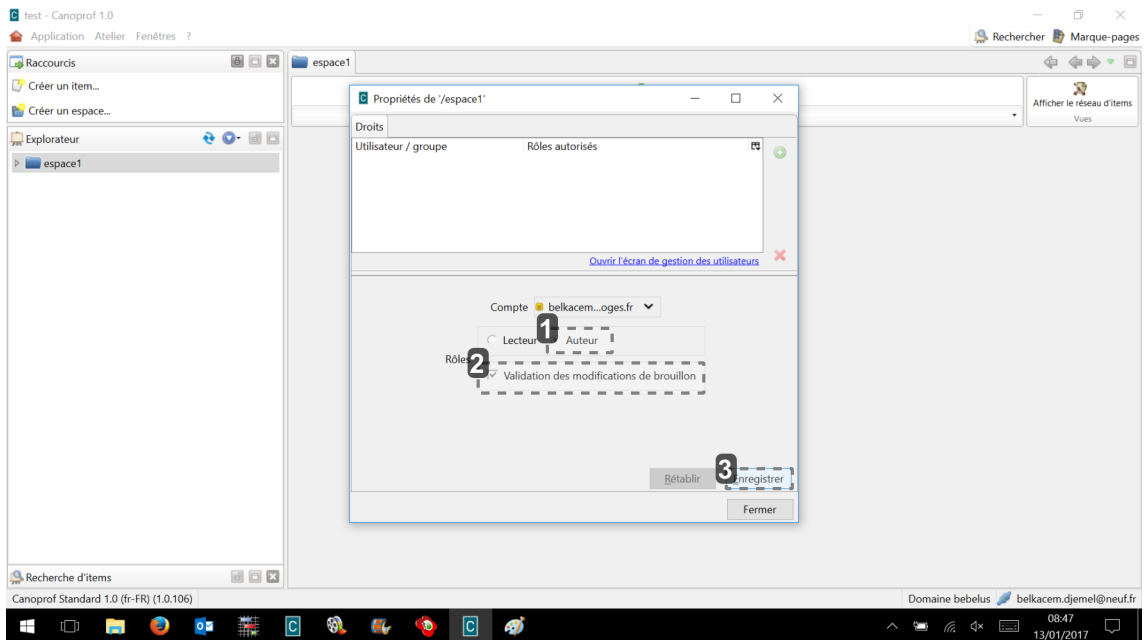 test - Canoprof 1.0
Application Atelier Fenêtres ?
Rechercher Marque-pages
Raccourcis
espace1
Créer un item...
Créer un espace...
Afficher le réseau d'items
Vues
Explorateur
espace1
Propriétés de '/espace1'
Droits
Utilisateur / groupe Rôles autorisés
Ouvrir l'écran de gestion des utilisateurs
Compte belkacem...oges.fr
1
Lecteur Auteur
Rôles
2
Validation des modifications de brouillon
3
Rétablir Enregistrer
Fermer
Recherche d'items
Canoprof Standard 1.0 (fr-FR) (1.0.106)
Domaine bebelus belkacem.djemel@neuf.fr
08:47
13/01/2017